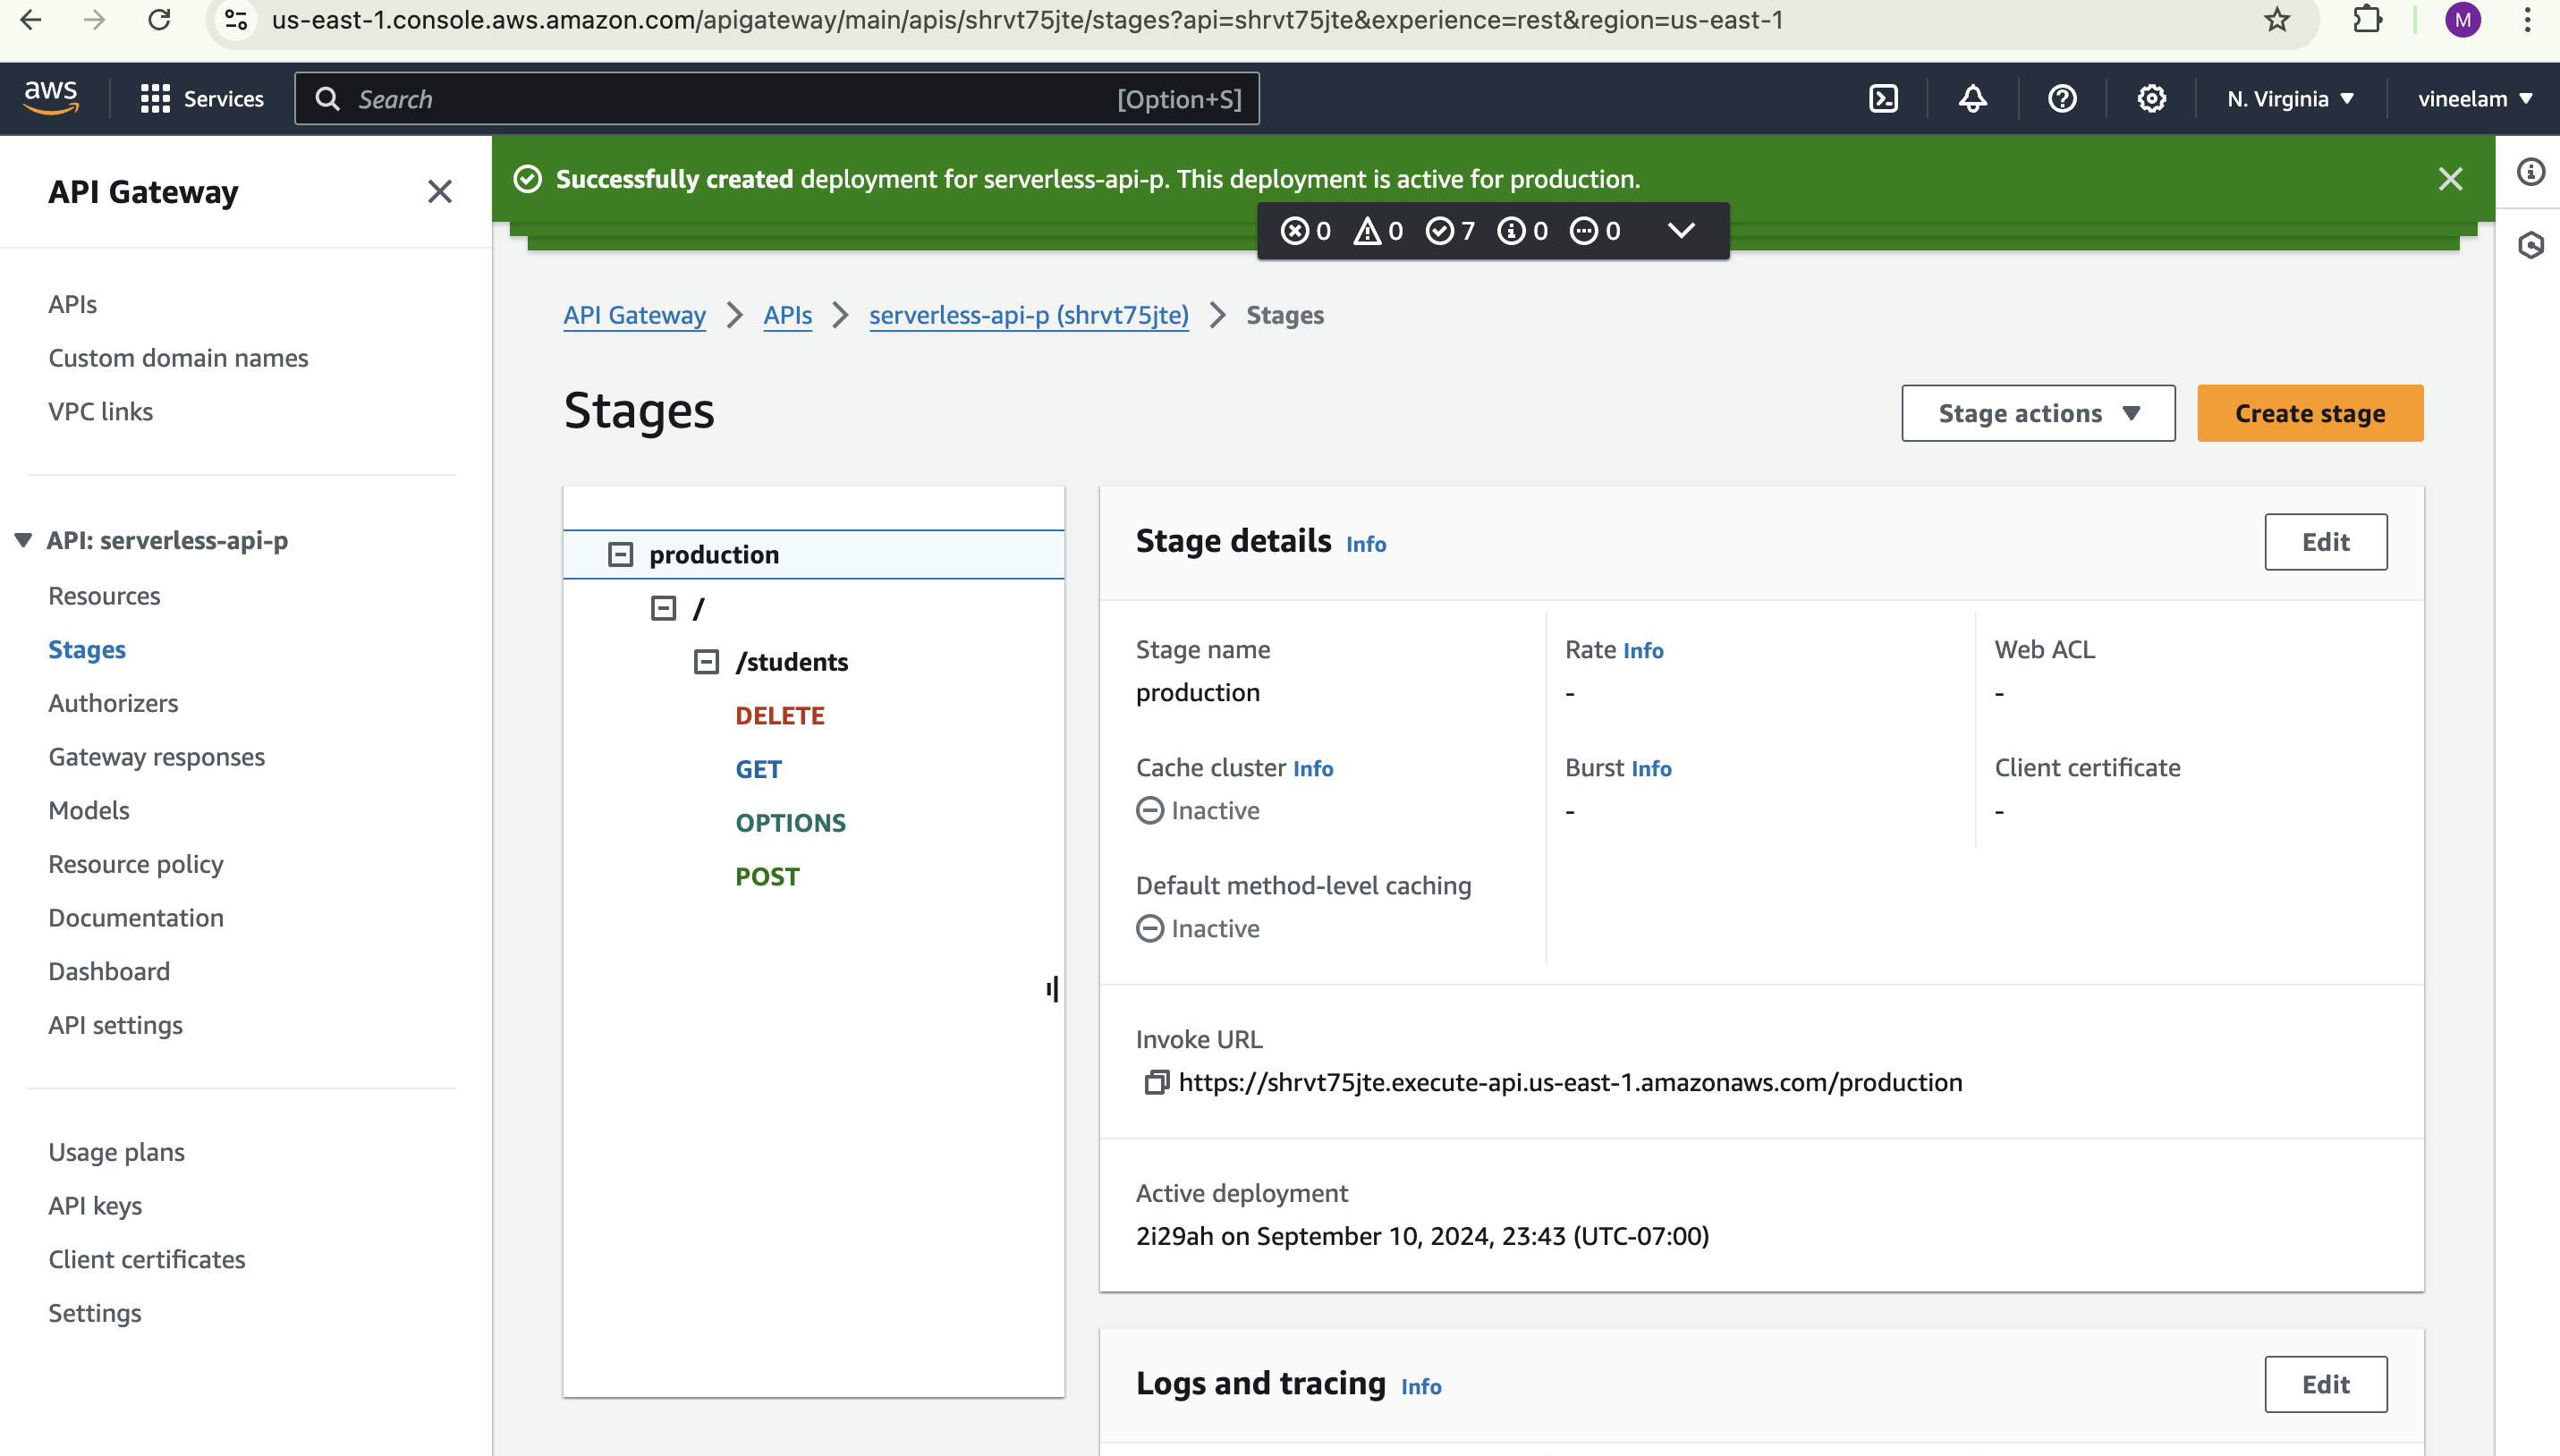 us-east-1.console.aws.amazon.com/apigateway/main/apis/shrvt75jte/stages?api=shrvt75jte&experience=rest&region=us-east-1
M
aws
Services
Search
[Option+S]
N. Virginia
vineelam
API Gateway
APIs
Custom domain names
VPC links
API: serverless-api-p
Resources
Stages
Authorizers
Gateway responses
Models
Resource policy
Documentation
Dashboard
API settings
Usage plans
API keys
Client certificates
Settings
Successfully created deployment for serverless-api-p. This deployment is active for production.
0 0 7 0 0
API Gateway > APIs > serverless-api-p (shrvt75jte) > Stages
Stages
Stage actions
Create stage
production
/
/students
DELETE
GET
OPTIONS
POST
Stage details Info
Edit
Stage name
production
Rate Info
-
Web ACL
-
Cache cluster Info
Inactive
Burst Info
-
Client certificate
-
Default method-level caching
Inactive
Invoke URL
https://shrvt75jte.execute-api.us-east-1.amazonaws.com/production
Active deployment
2i29ah on September 10, 2024, 23:43 (UTC-07:00)
Logs and tracing Info
Edit